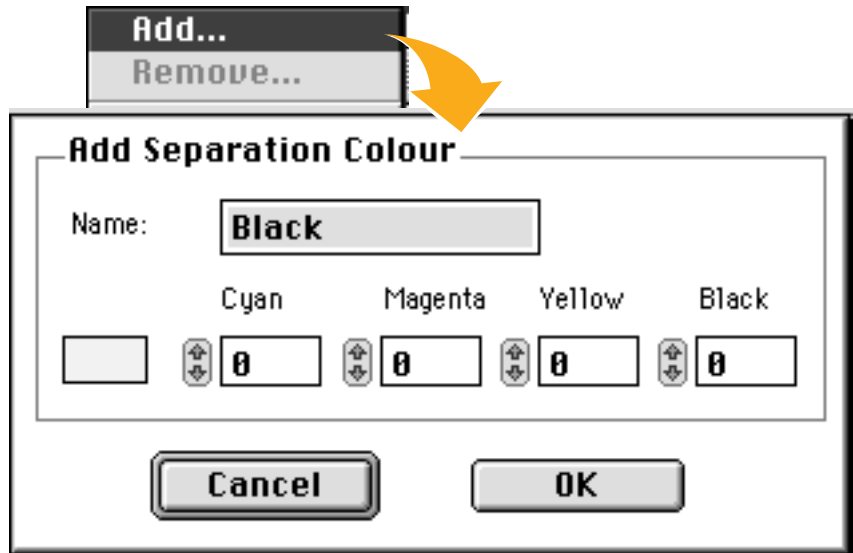 Add...
Remove...
Add Separation Colour
Name: Black
Cyan Magenta Yellow Black
0 0 0 0
Cancel OK